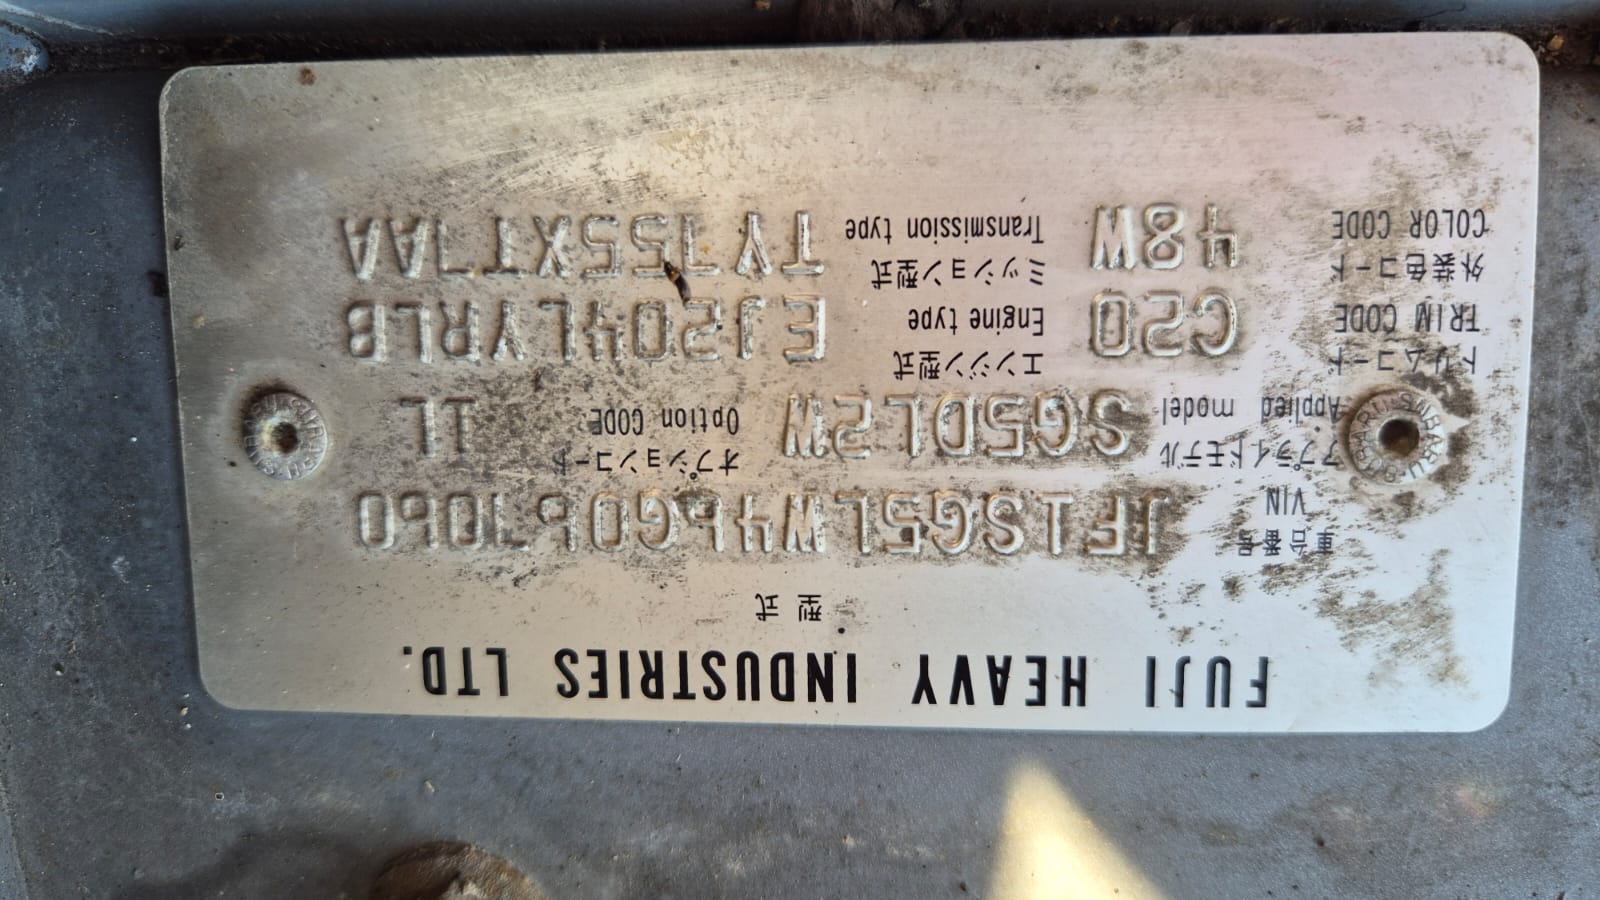 FUJI HEAVY INDUSTRIES LTD.
型式
車台番号 VIN JF1SG5LW46G067060
アプライドモデル Applied model SG5DL2W オプションコード Option CODE 1L
トリムコード TRIM CODE C20 エンジン型式 Engine type EJ204LYRLB
外装色コード COLOR CODE 48W ミッション型式 Transmission type TY755XT7AA